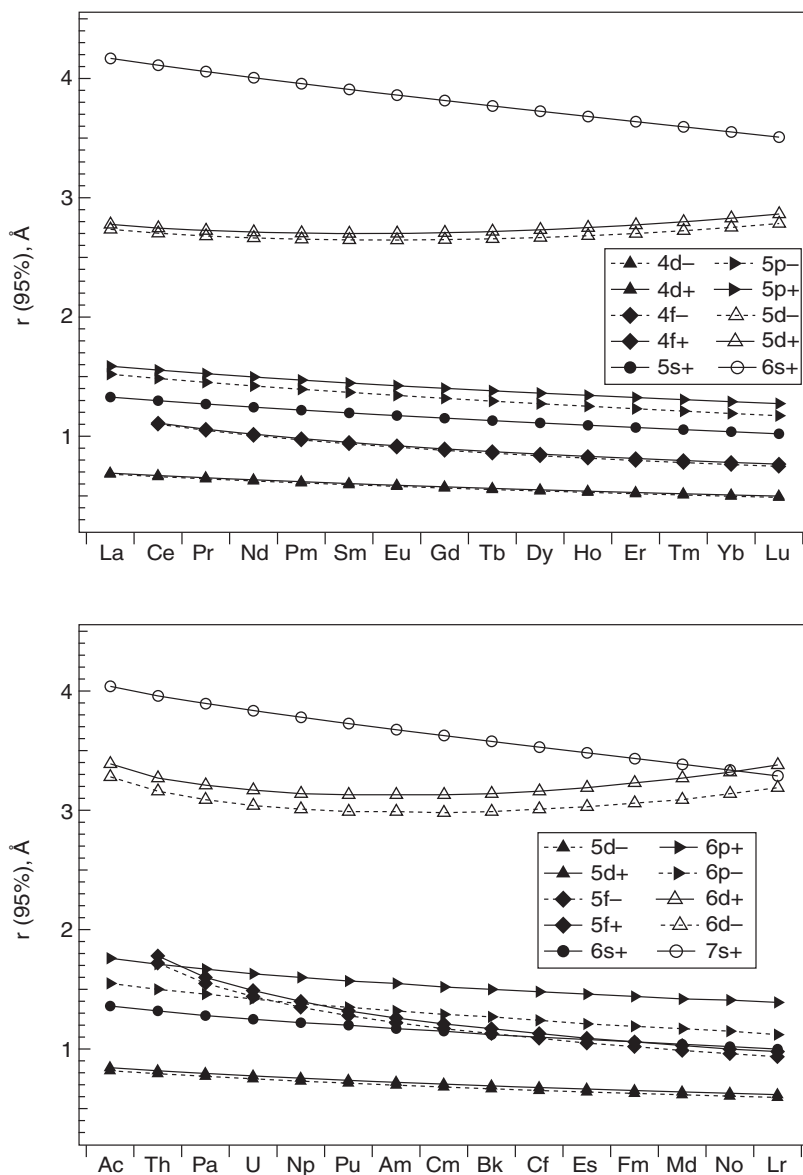 4
3
2
1
r (95%), Å
4d− 5p−
4d+ 5p+
4f− 5d−
4f+ 5d+
5s+ 6s+
La Ce Pr Nd Pm Sm Eu Gd Tb Dy Ho Er Tm Yb Lu
4
3
2
1
r (95%), Å
5d− 6p+
5d+ 6p−
5f− 6d+
5f+ 6d−
6s+ 7s+
Ac Th Pa U Np Pu Am Cm Bk Cf Es Fm Md No Lr